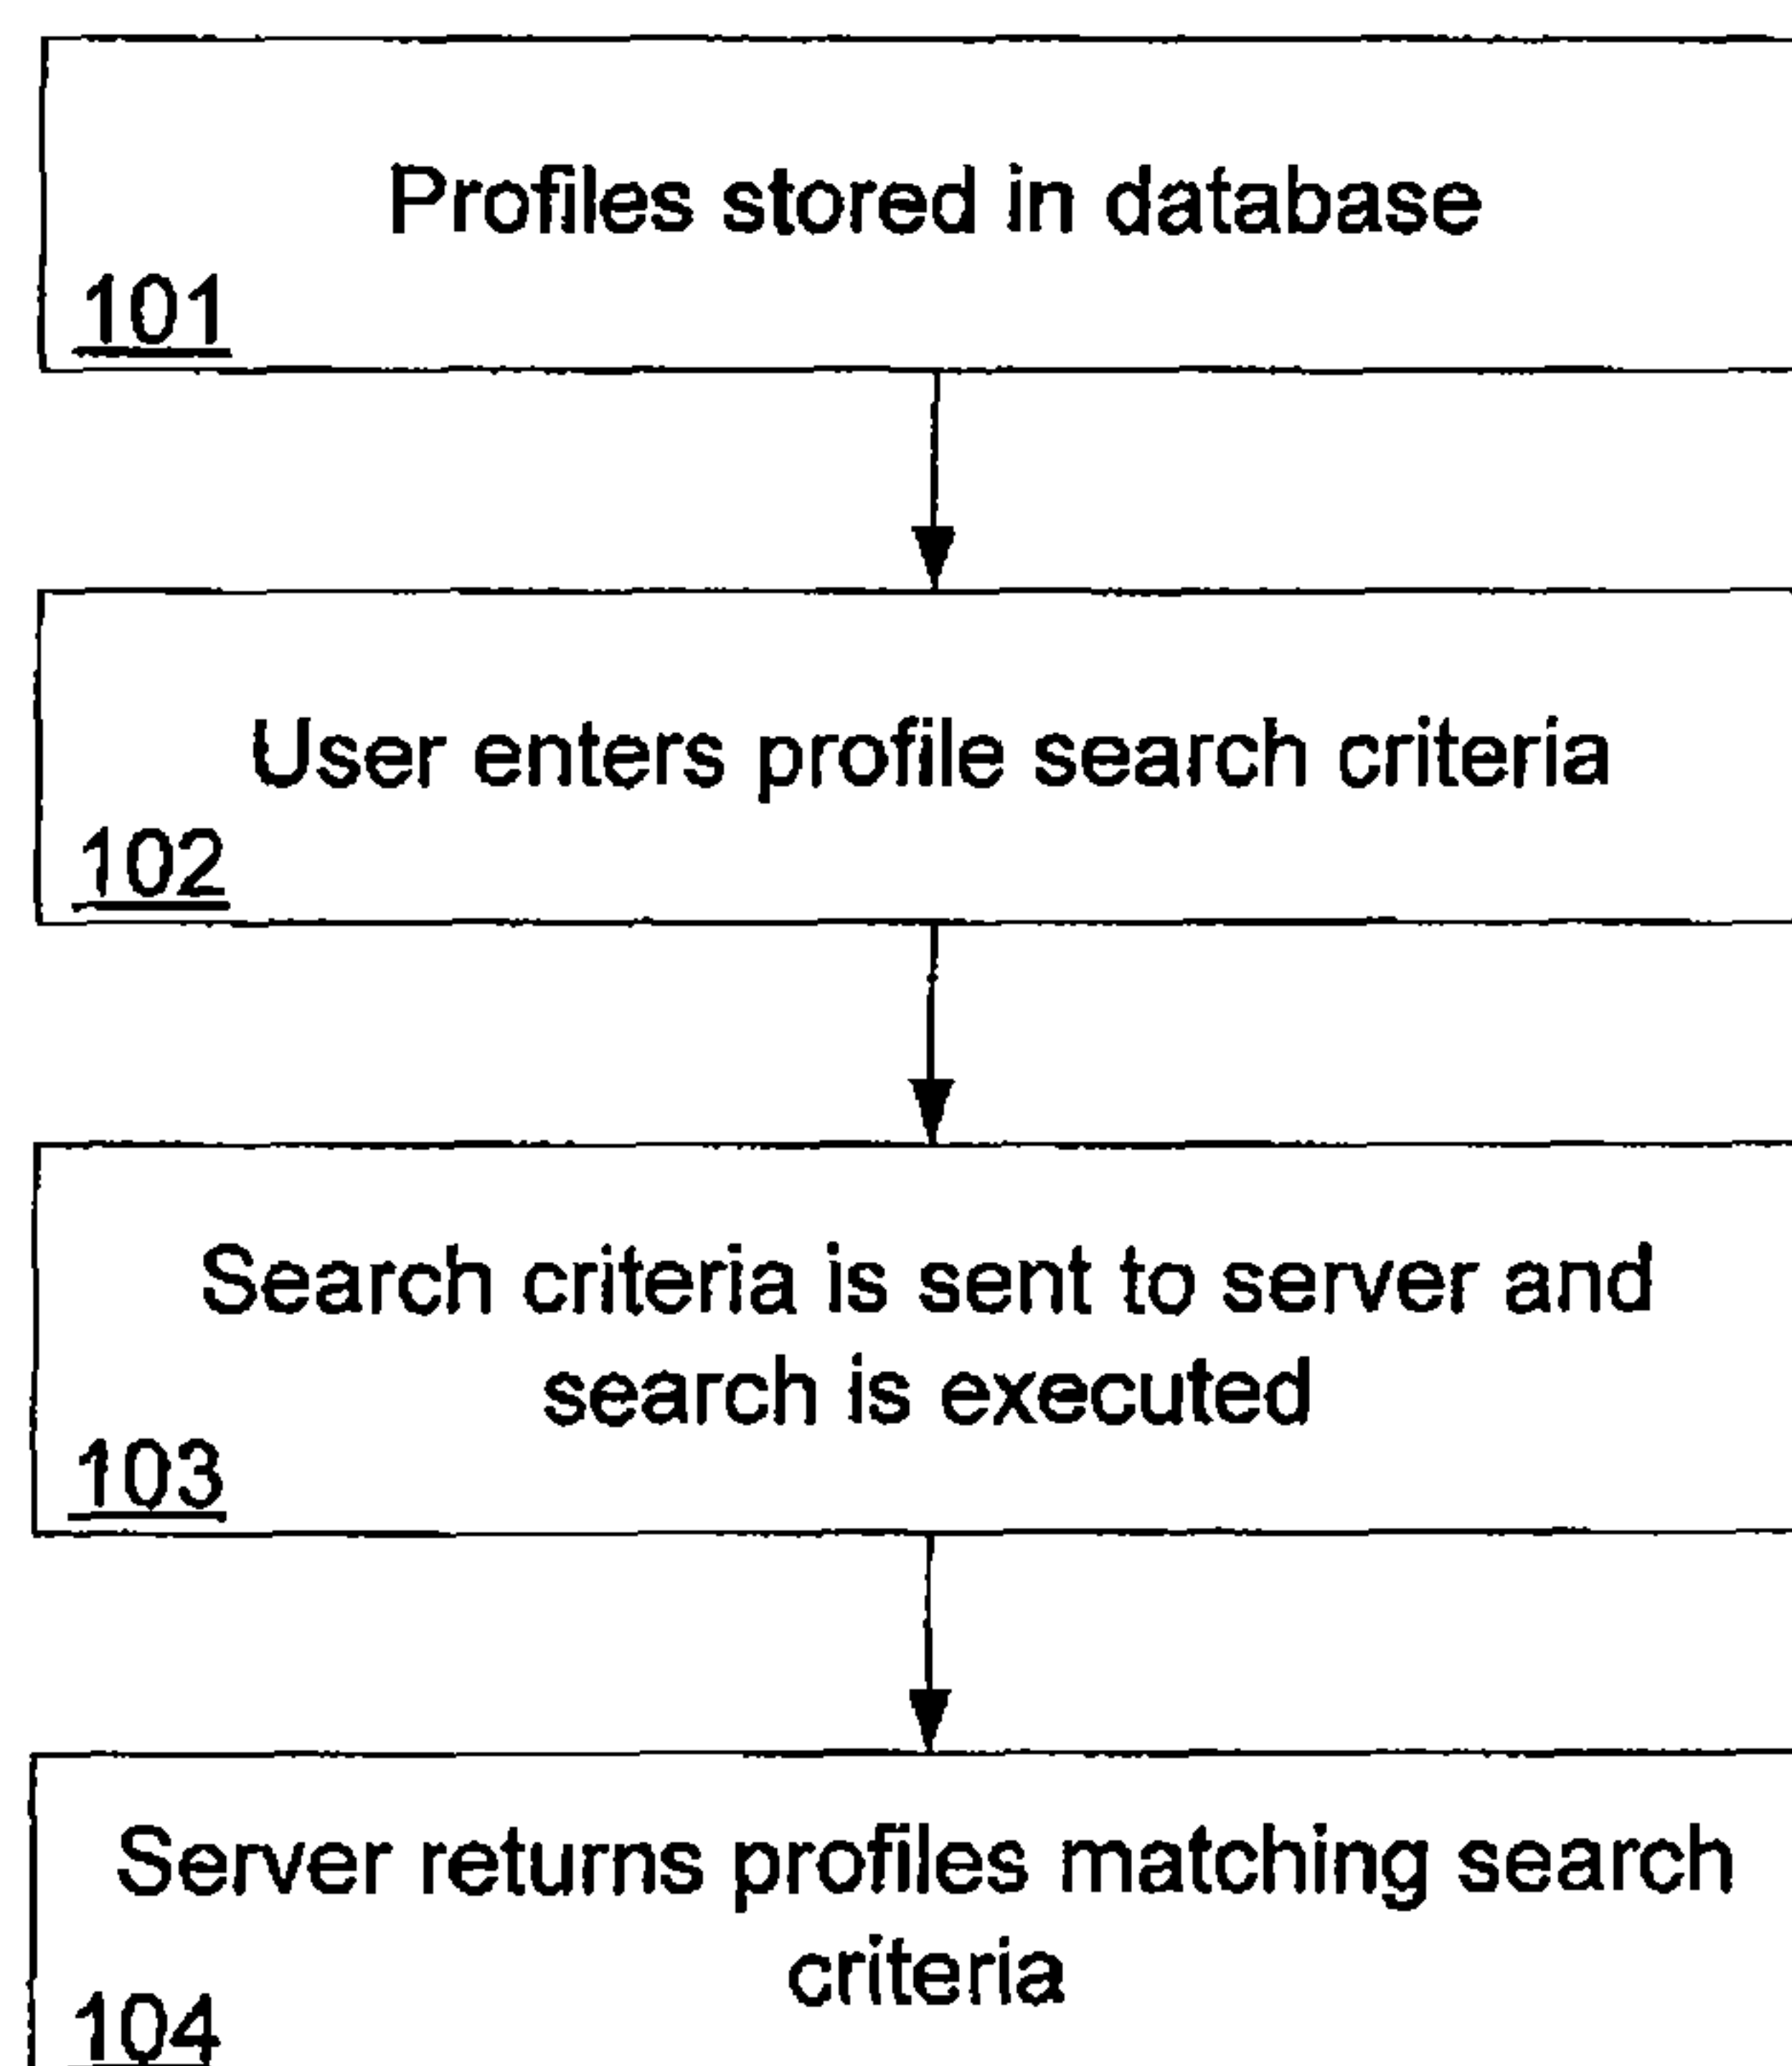 Profiles stored in database
101
User enters profile search criteria
102
Search criteria is sent to server and
search is executed
103
Server returns profiles matching search
criteria
104